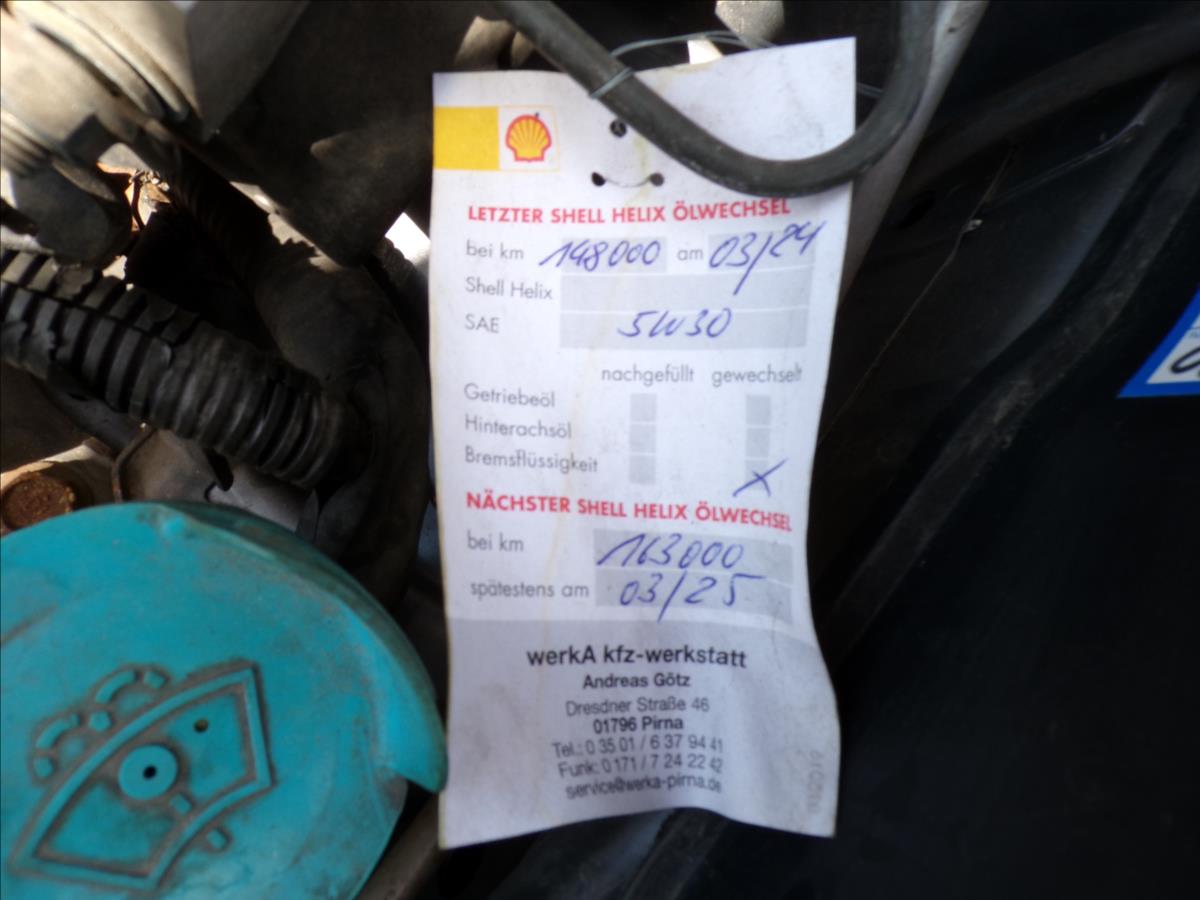 LETZTER SHELL HELIX ÖLWECHSEL
bei km 148000 am 03/24
Shell Helix
SAE 5W30
nachgefüllt gewechselt
Getriebeöl
Hinterachsöl
Bremsflüssigkeit X
NÄCHSTER SHELL HELIX ÖLWECHSEL
bei km 163000
spätestens am 03/25
werkA kfz-werkstatt
Andreas Götz
Dresdner Straße 46
01796 Pirna
Tel.: 0 35 01 / 6 37 94 41
Funk: 0 171 / 7 24 22 42
service@werka-pirna.de